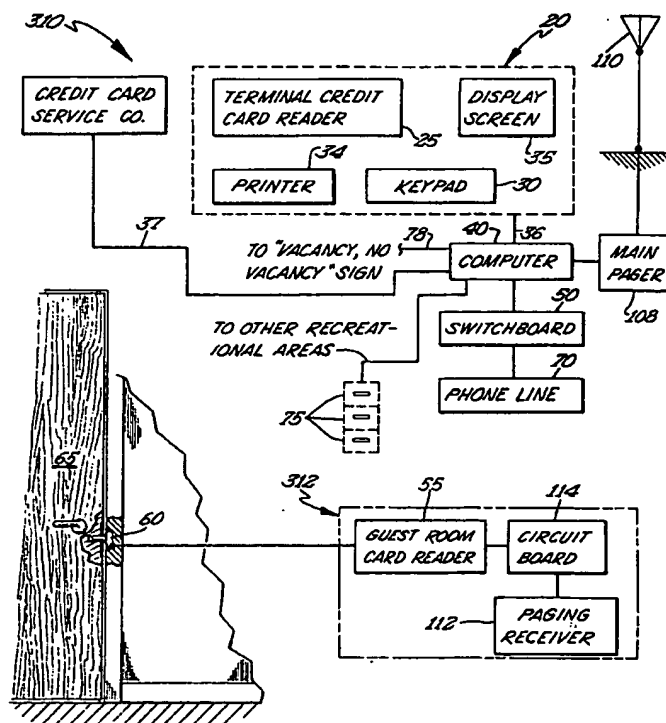 310
20
110
CREDIT CARD
SERVICE CO.
TERMINAL CREDIT
CARD READER
25
DISPLAY
SCREEN
35
34
PRINTER
KEYPAD
30
37
TO "VACANCY, NO
VACANCY" SIGN
78
40
36
COMPUTER
MAIN
PAGER
108
50
SWITCHBOARD
TO OTHER RECREAT-
IONAL AREAS
70
PHONE LINE
75
65
60
312
55
114
GUEST ROOM
CARD READER
CIRCUIT
BOARD
112
PAGING
RECEIVER